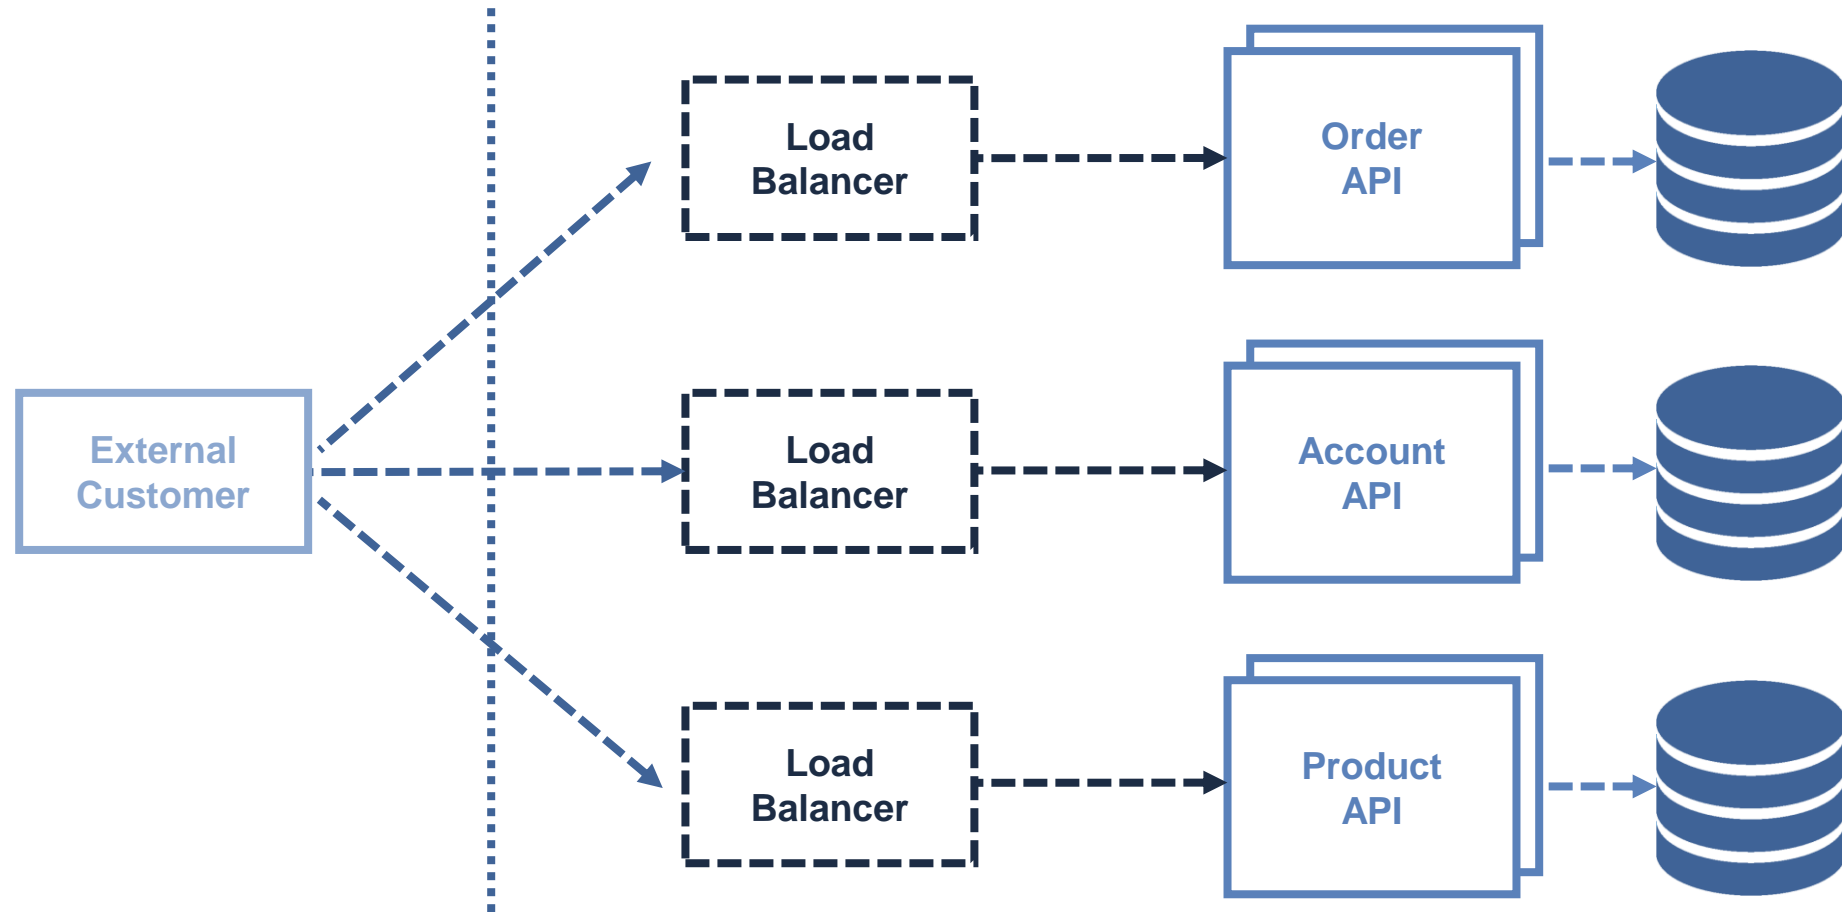 Load
Balancer
Order
API
External
Customer
Load
Balancer
Account
API
Load
Balancer
Product
API